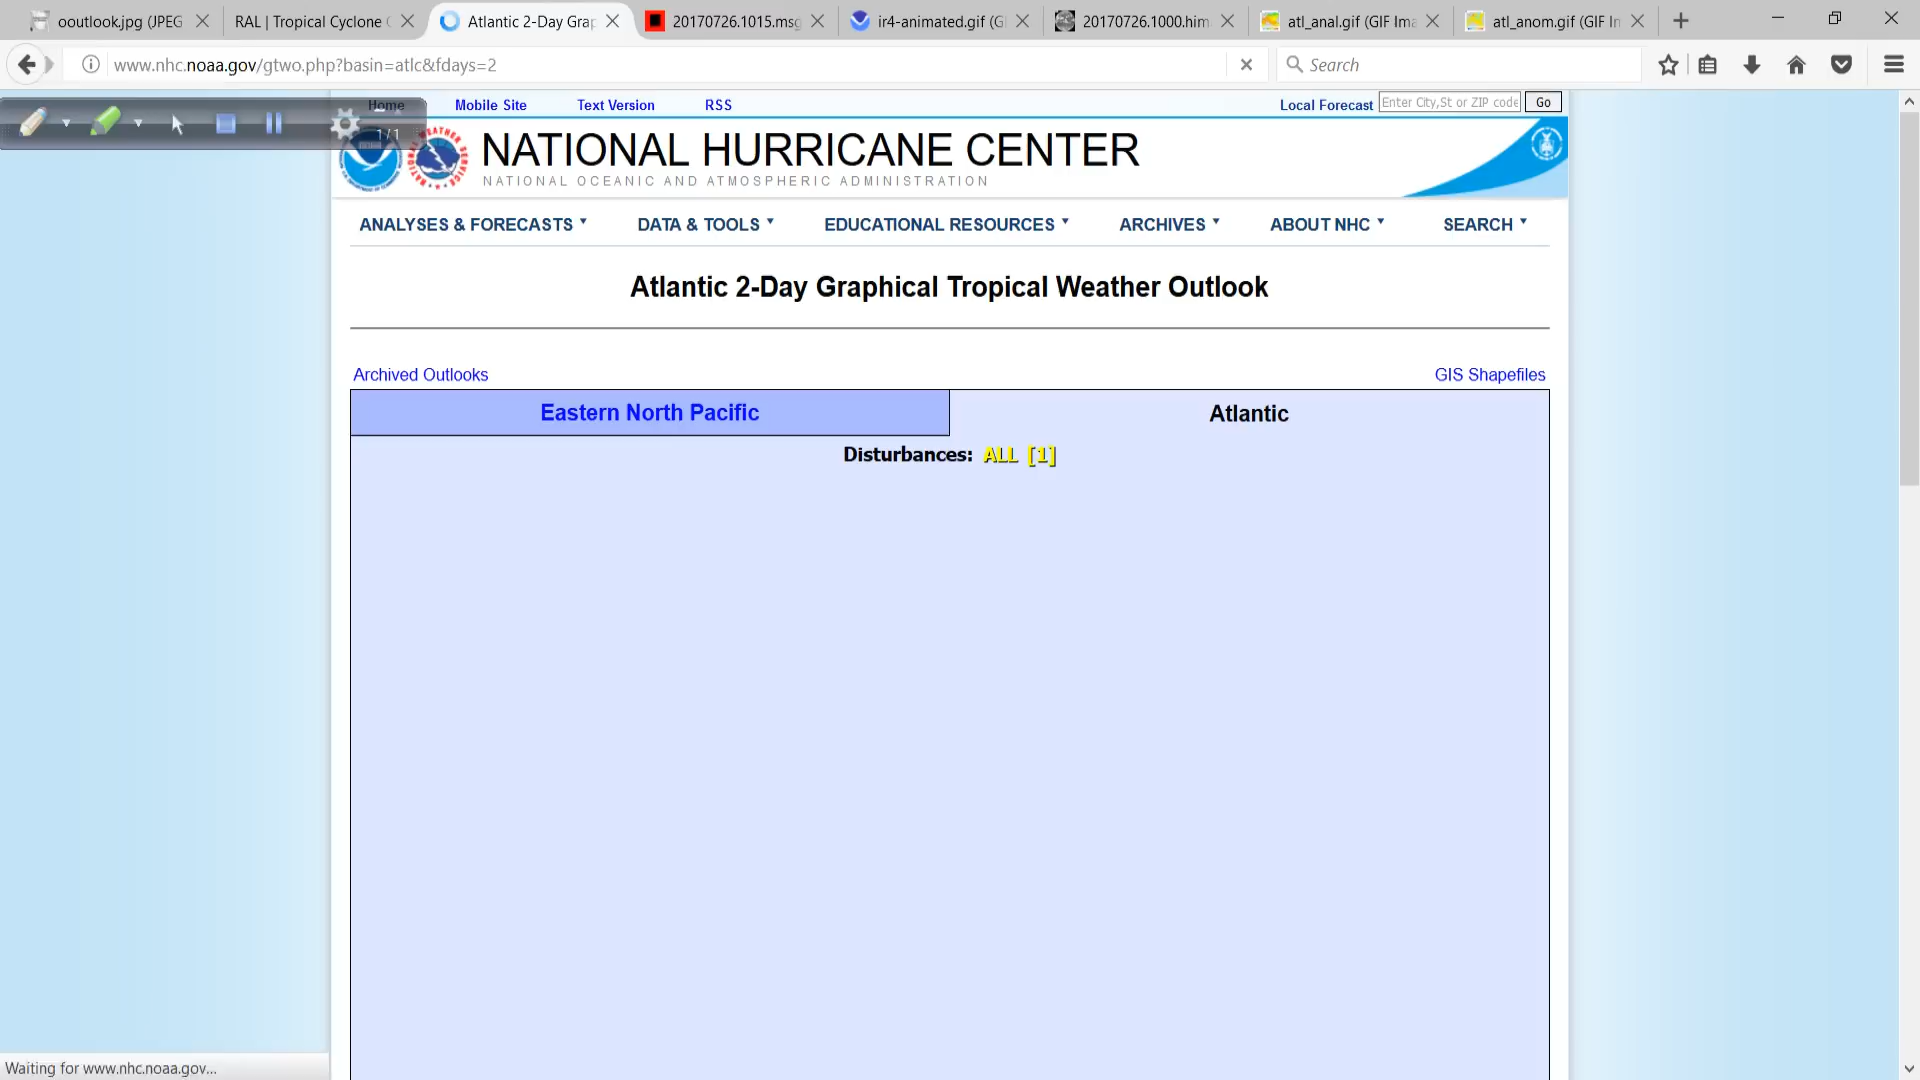 ooutlook.jpg (JPEG
RAL | Tropical Cyclone
Atlantic 2-Day Grap
20170726.1015.msg
ir4-animated.gif (G
20170726.1000.him
atl_anal.gif (GIF Ima
atl_anom.gif (GIF In
www.nhc.noaa.gov/gtwo.php?basin=atlc&fdays=2
Search
Home
Mobile Site
Text Version
RSS
Local Forecast
Enter City,St or ZIP code
Go
1/1
NATIONAL HURRICANE CENTER
NATIONAL OCEANIC AND ATMOSPHERIC ADMINISTRATION
ANALYSES & FORECASTS
DATA & TOOLS
EDUCATIONAL RESOURCES
ARCHIVES
ABOUT NHC
SEARCH
Atlantic 2-Day Graphical Tropical Weather Outlook
Archived Outlooks
GIS Shapefiles
Eastern North Pacific
Atlantic
Disturbances: ALL [1]
Waiting for www.nhc.noaa.gov...